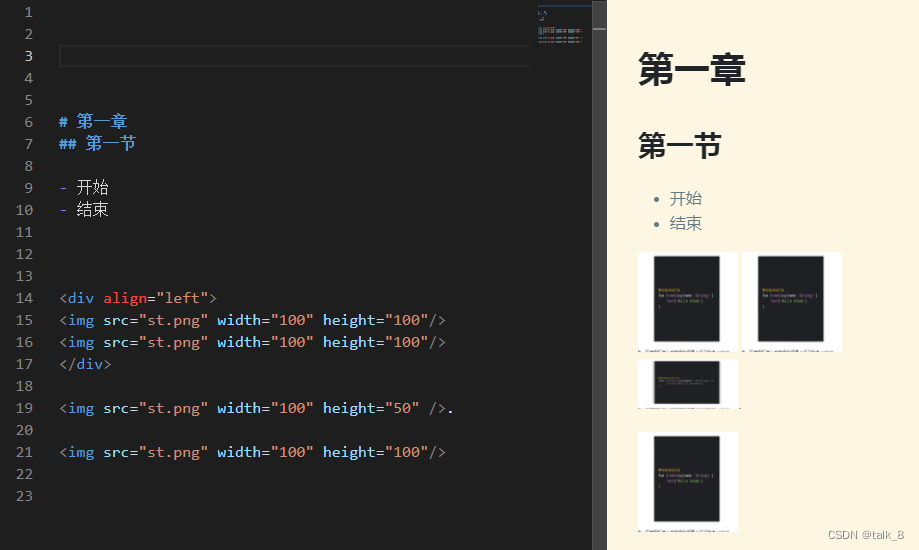 1
2
3
4
5
6 # 第一章
7 ## 第一节
8
9 - 开始
10 - 结束
11
12
13
14 <div align="left">
15 <img src="st.png" width="100" height="100"/>
16 <img src="st.png" width="100" height="100"/>
17 </div>
18
19 <img src="st.png" width="100" height="50" />.
20
21 <img src="st.png" width="100" height="100"/>
22
23
第一章
第一节
• 开始
• 结束
.
CSDN @talk_8